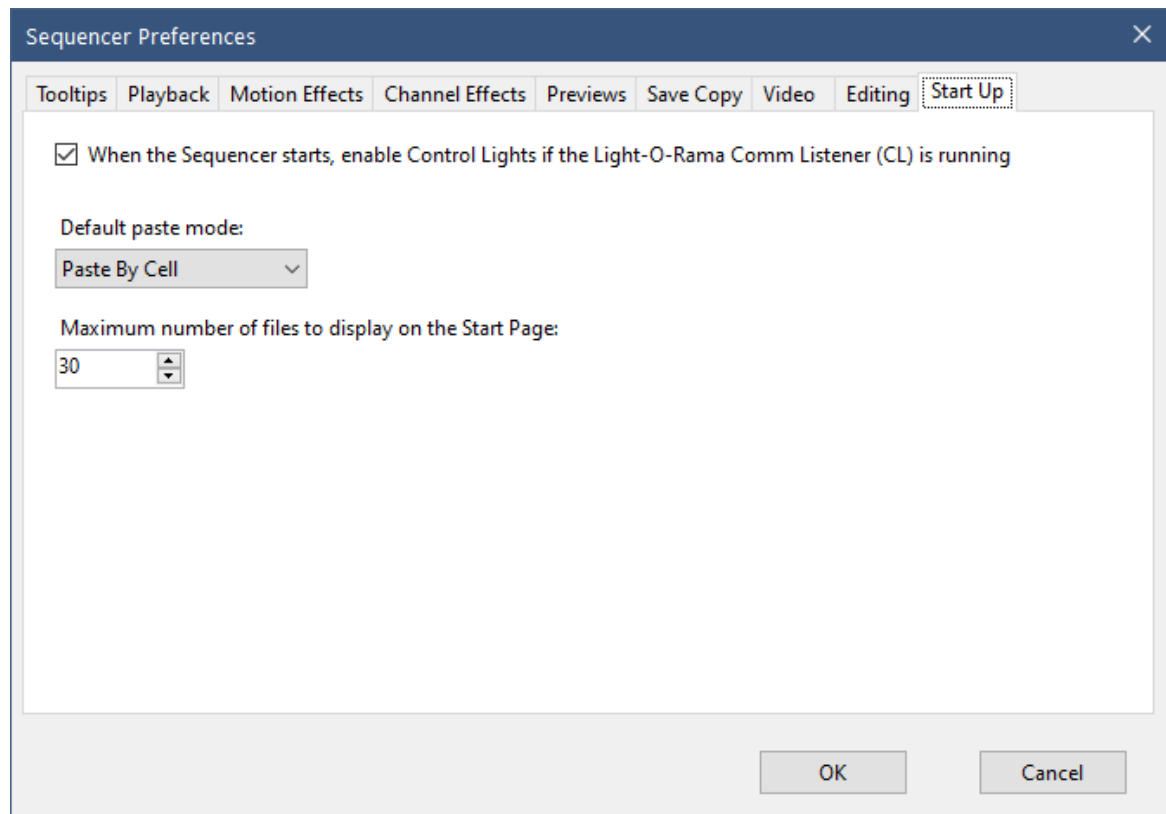 Sequencer Preferences
Tooltips Playback Motion Effects Channel Effects Previews Save Copy Video Editing Start Up
When the Sequencer starts, enable Control Lights if the Light-O-Rama Comm Listener (CL) is running
Default paste mode:
Paste By Cell
Maximum number of files to display on the Start Page:
30
OK Cancel